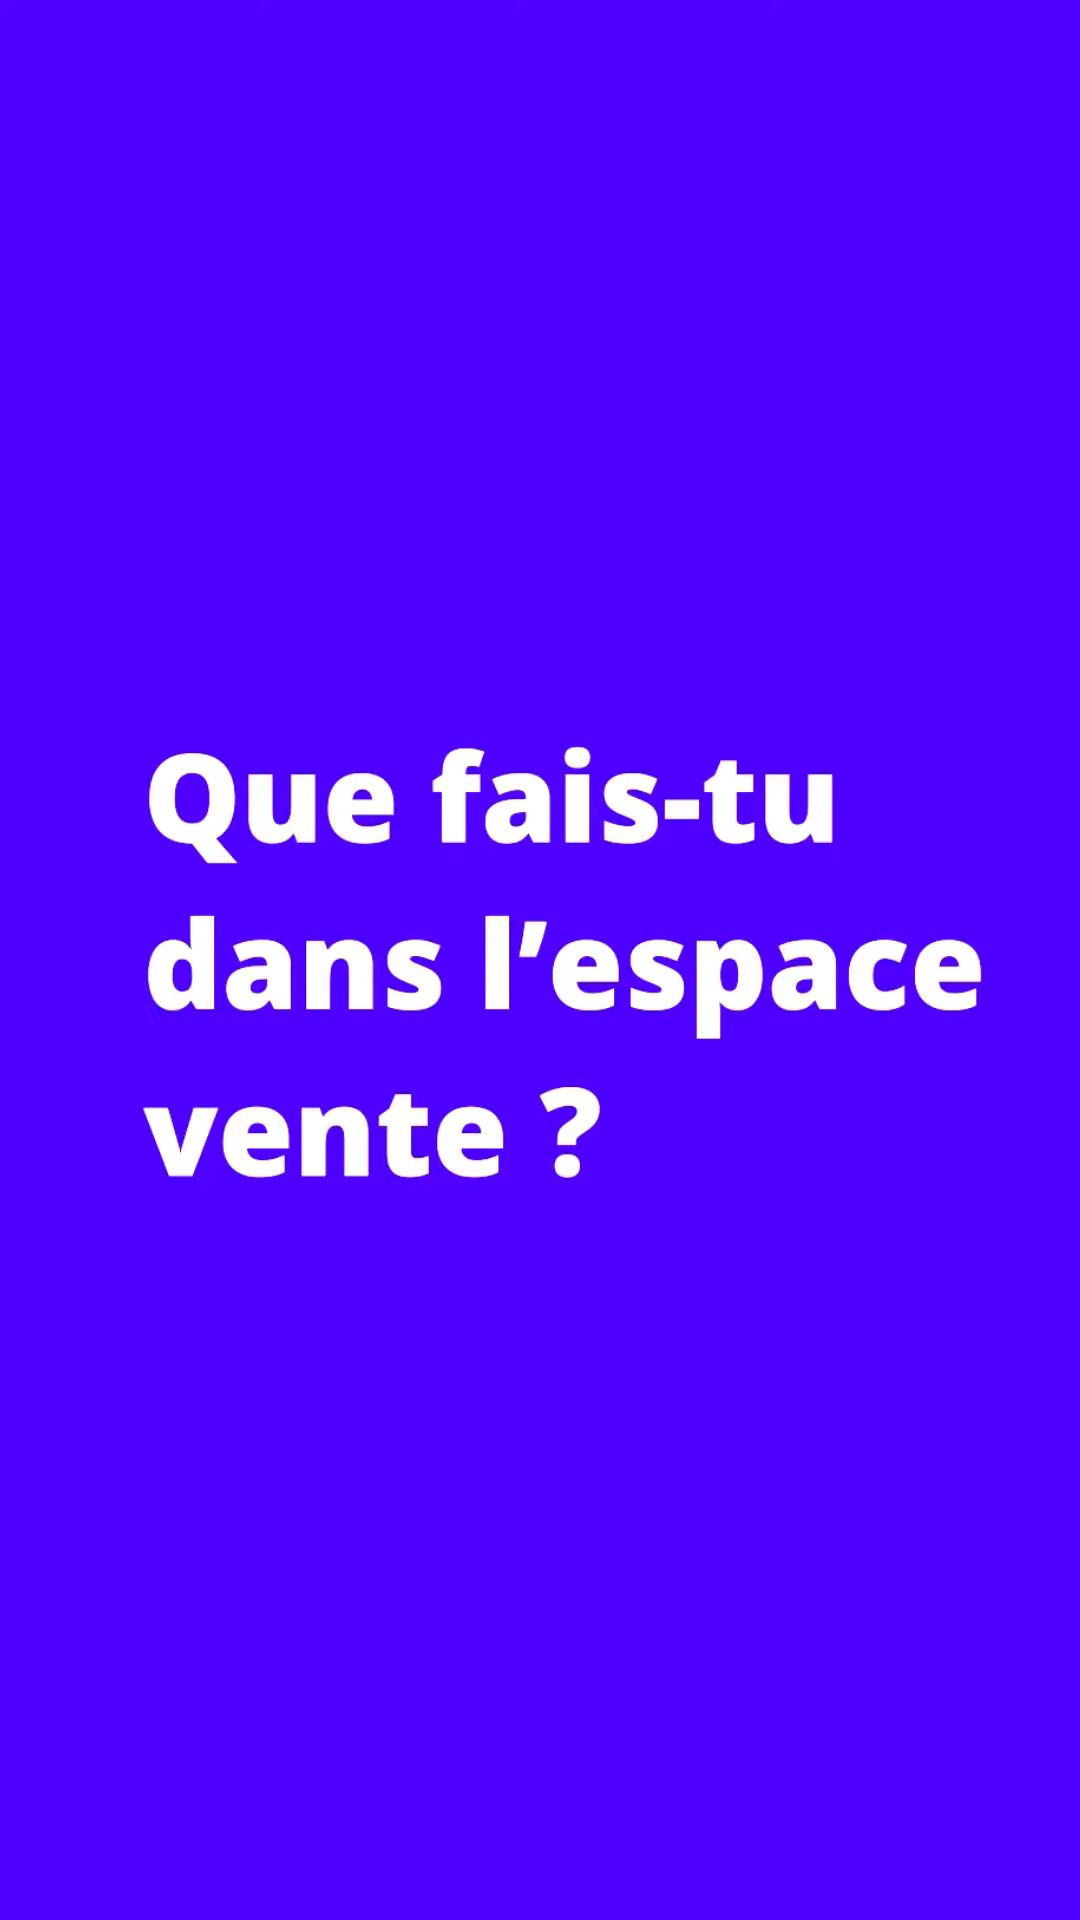 Que fais-tu
dans l’espace
vente ?